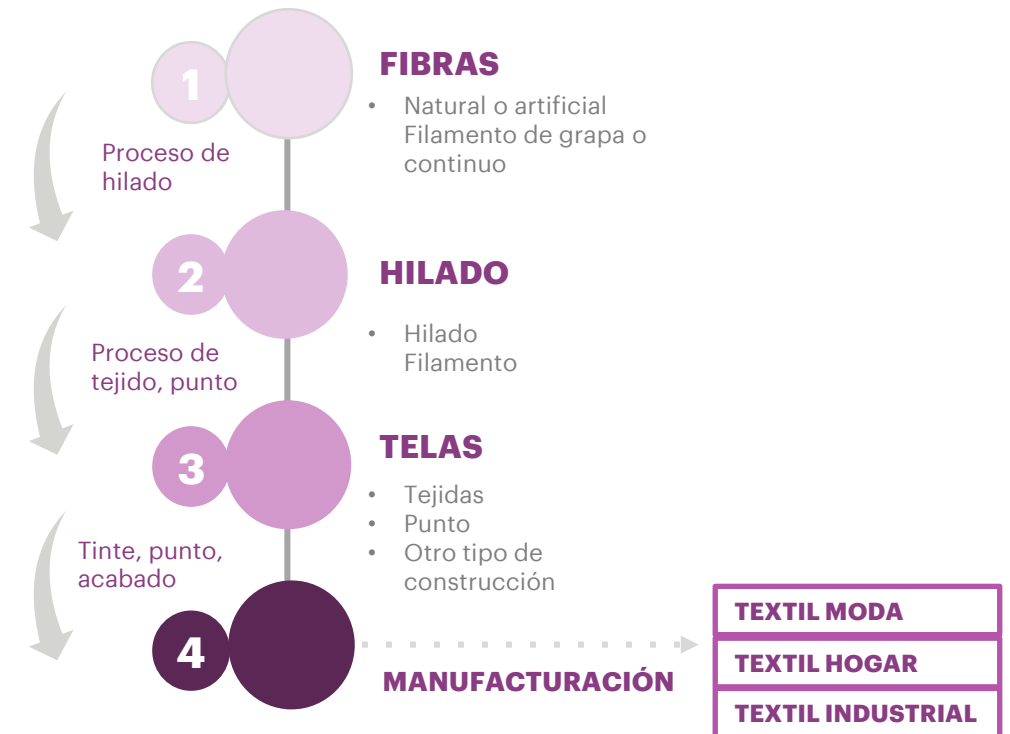 1
FIBRAS
• Natural o artificial
Filamento de grapa o
continuo
Proceso de
hilado
2
HILADO
• Hilado
Filamento
Proceso de
tejido, punto
3
TELAS
• Tejidas
• Punto
• Otro tipo de
construcción
Tinte, punto,
acabado
4
MANUFACTURACIÓN
TEXTIL MODA
TEXTIL HOGAR
TEXTIL INDUSTRIAL